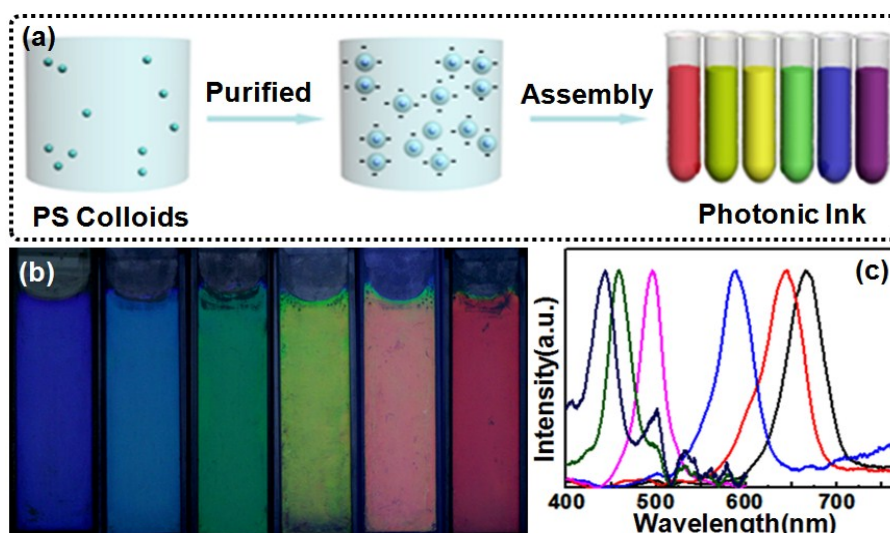 (a)
Purified
Assembly
PS Colloids
Photonic Ink
(b)
(c)
Intensity(a.u.)
400 500 600 700
Wavelength(nm)